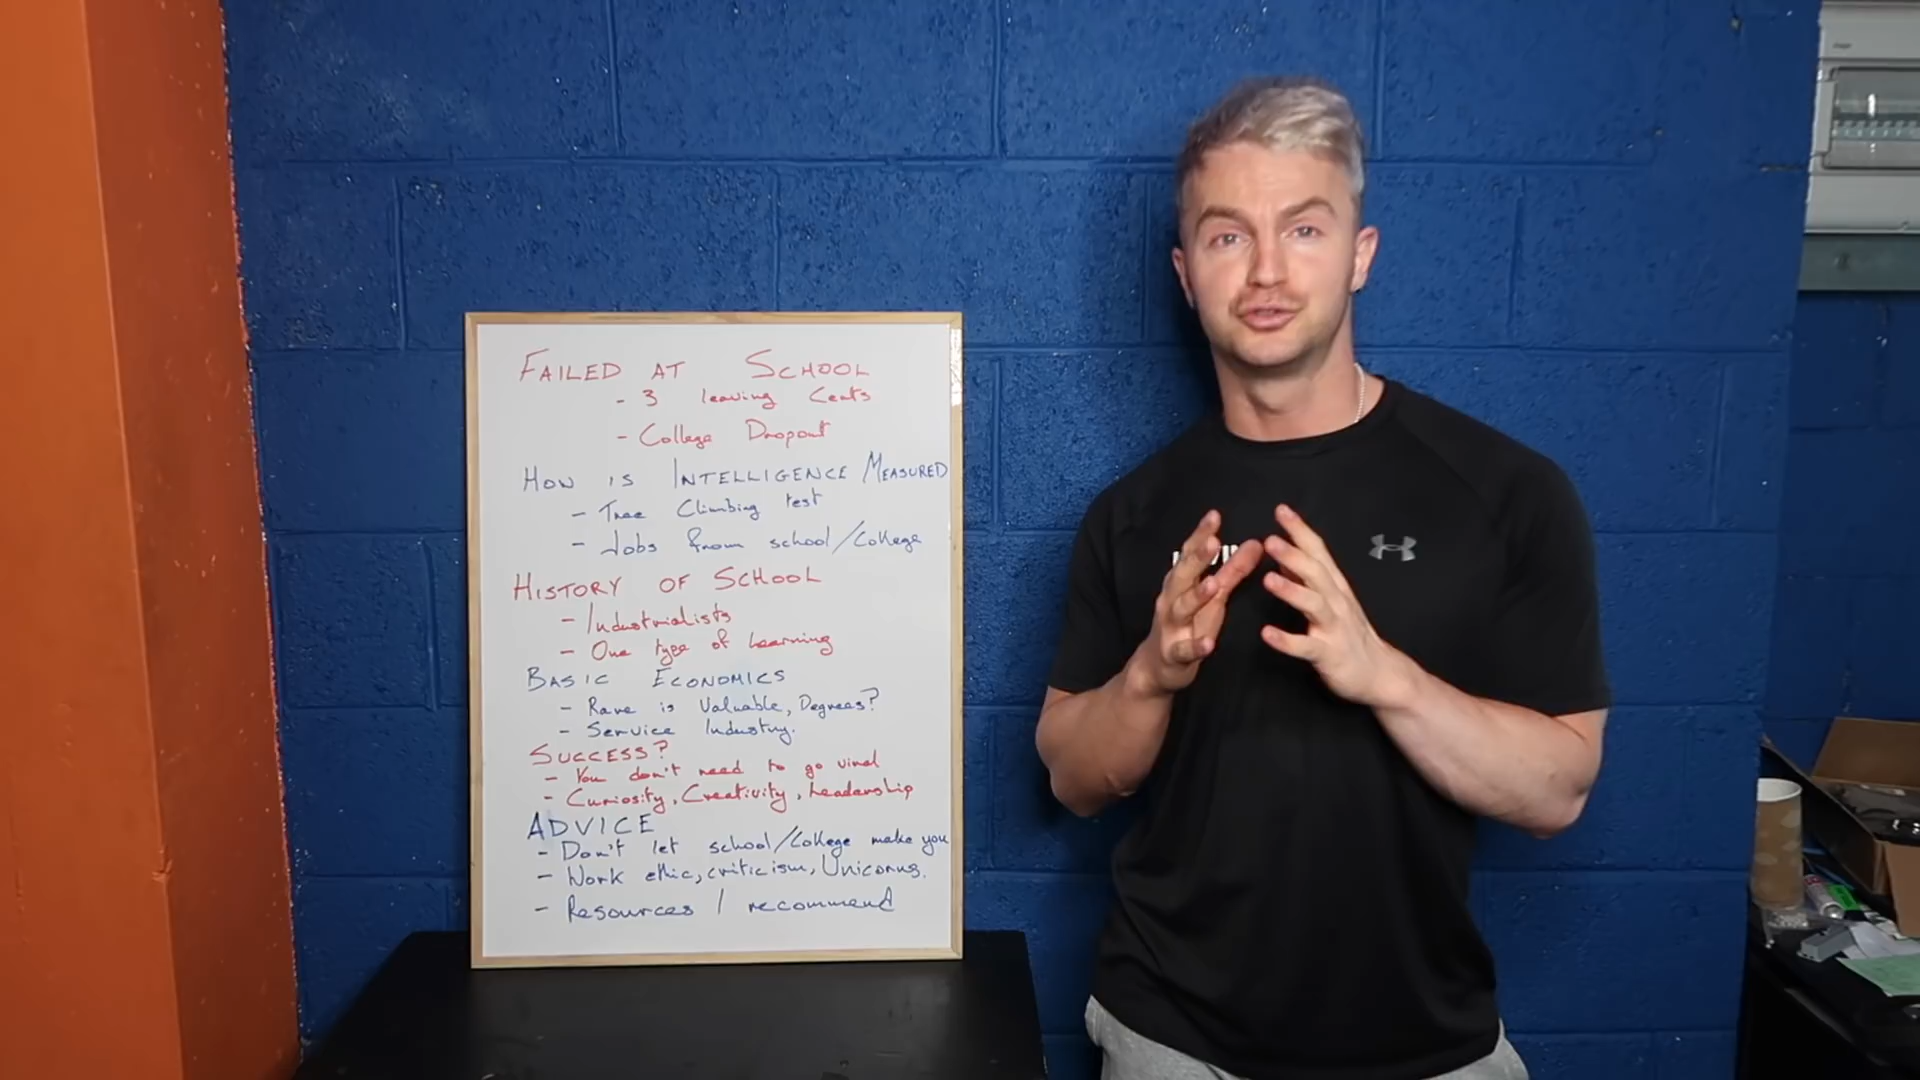 FAILED AT SCHOOL
- 3 leaving Certs
- College Dropout
HOW IS INTELLIGENCE MEASURED
- Tree Climbing test
- Jobs from school/College
HISTORY OF SCHOOL
- Industrialists
- One type of learning
BASIC ECONOMICS
- Rare is Valuable, Degrees?
- Service Industry.
SUCCESS?
- You don't need to go viral
- Curiosity, Creativity, Leadership
ADVICE
- Don't let school/College make you
- Work ethic, criticism, Unicorns.
- Resources I recommend